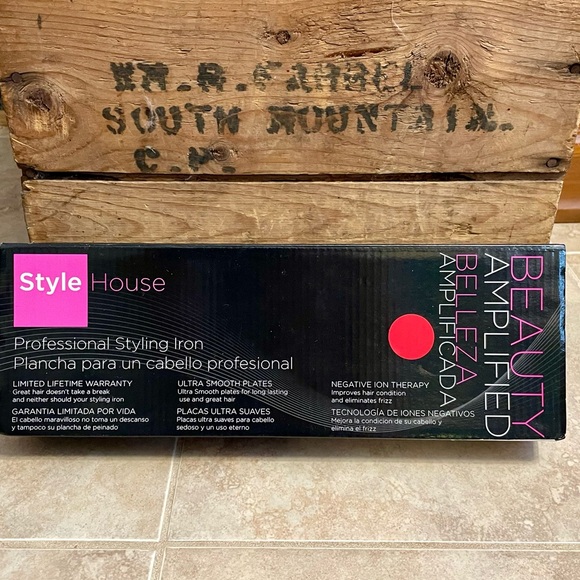 WM. R. FARREL
SOUTH MOUNTAIN.
C.P.
Style House
Professional Styling Iron
Plancha para un cabello profesional
LIMITED LIFETIME WARRANTY
Great hair doesn't take a break
and neither should your styling iron
GARANTIA LIMITADA POR VIDA
El cabello maravilloso no toma un descanso
y tampoco su plancha de peinado
ULTRA SMOOTH PLATES
Ultra Smooth plates for long lasting
use and great hair
PLACAS ULTRA SUAVES
Placas ultra suaves para cabello
sedoso y un uso eterno
NEGATIVE ION THERAPY
Improves hair condition
and eliminates frizz
TECNOLOGÍA DE IONES NEGATIVOS
Mejora la condición de su cabello y
elimina el frizz
BEAUTY
AMPLIFIED
BELLEZA
AMPLIFICADA